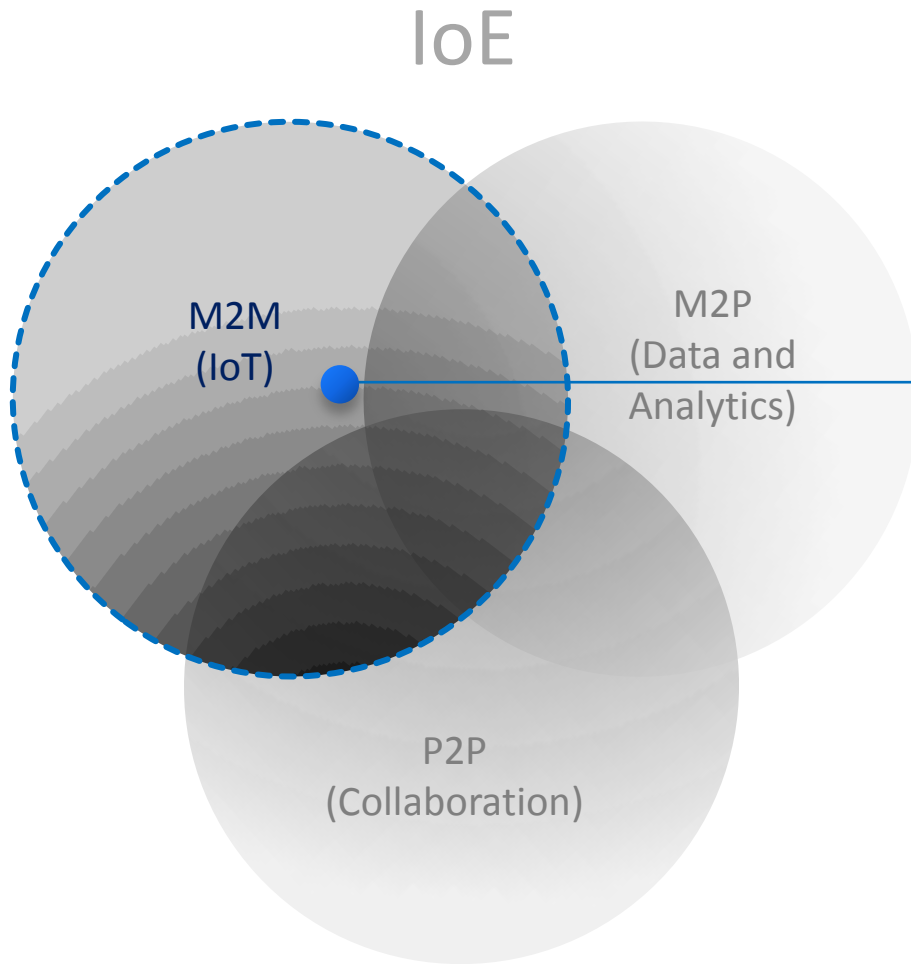 IoE
M2M
(IoT)
M2P
(Data and
Analytics)
P2P
(Collaboration)